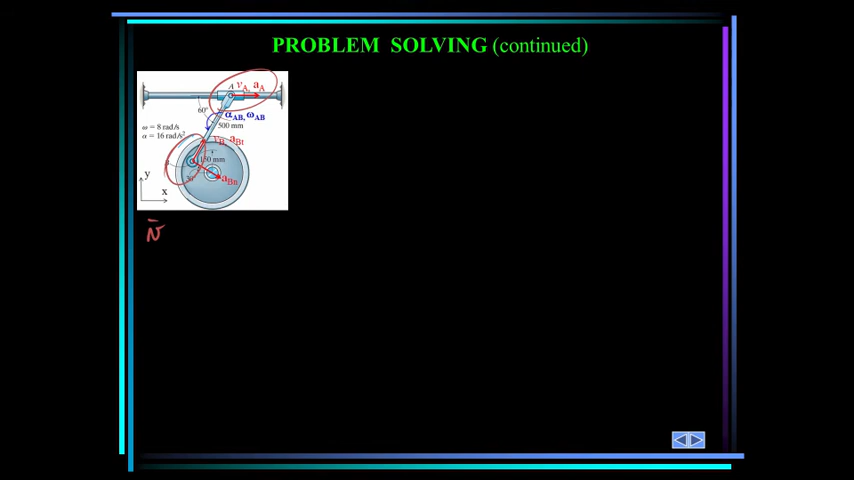 PROBLEM SOLVING (continued)
A vA, aA
60°
αAB, ωAB
ω = 8 rad/s
500 mm
α = 16 rad/s²
vB, aBt
150 mm
30°
aBn
y
x
v̄